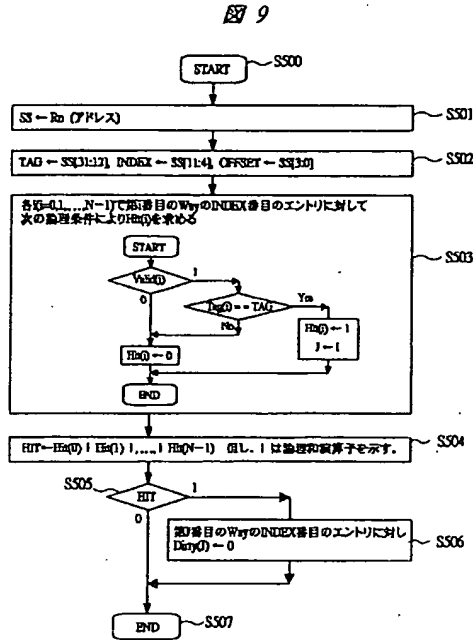 図 9
START
S500
SS ← Rn (アドレス)
S501
TAG ← SS[31:12], INDEX ← SS[11:4], OFFSET ← SS[3:0]
S502
各i(i=0,1,....,N-1)で第i番目のWayのINDEX番目のエントリに対して
次の論理条件によりHit(i)を求める
S503
START
Valid(i)
1
0
Tag(i) == TAG
Yes
No
Hit(i) ← 1
J ← i
Hit(i) ← 0
END
HIT←Hit(0) | Hit(1) |,....,| Hit(N-1) (但し、| は論理和演算子を示す。
S504
S505
HIT
1
0
第J番目のWayのINDEX番目のエントリに対し
Dirty(J) ← 0
S506
END
S507